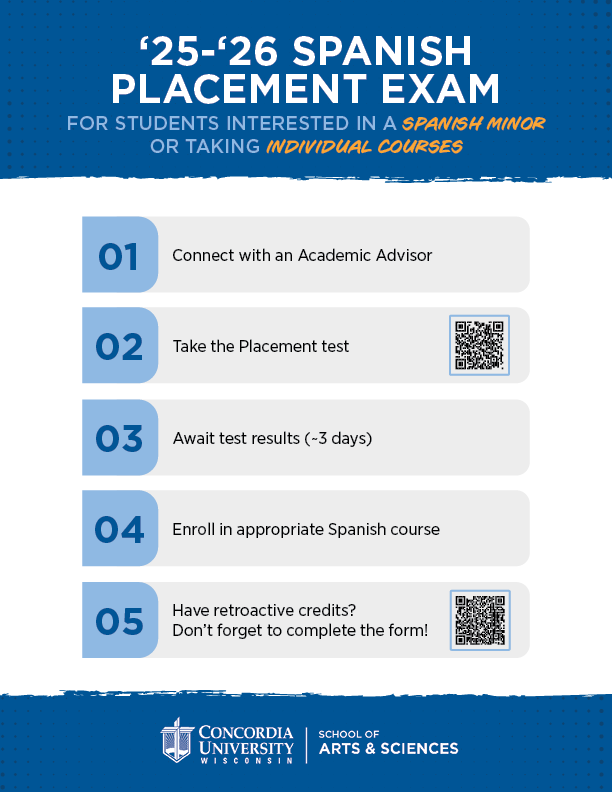 ‘25-‘26 SPANISH
PLACEMENT EXAM
FOR STUDENTS INTERESTED IN A SPANISH MINOR
OR TAKING INDIVIDUAL COURSES
01
Connect with an Academic Advisor
02
Take the Placement test
03
Await test results (~3 days)
04
Enroll in appropriate Spanish course
05
Have retroactive credits?
Don’t forget to complete the form!
CONCORDIA
UNIVERSITY
WISCONSIN
SCHOOL OF
ARTS & SCIENCES